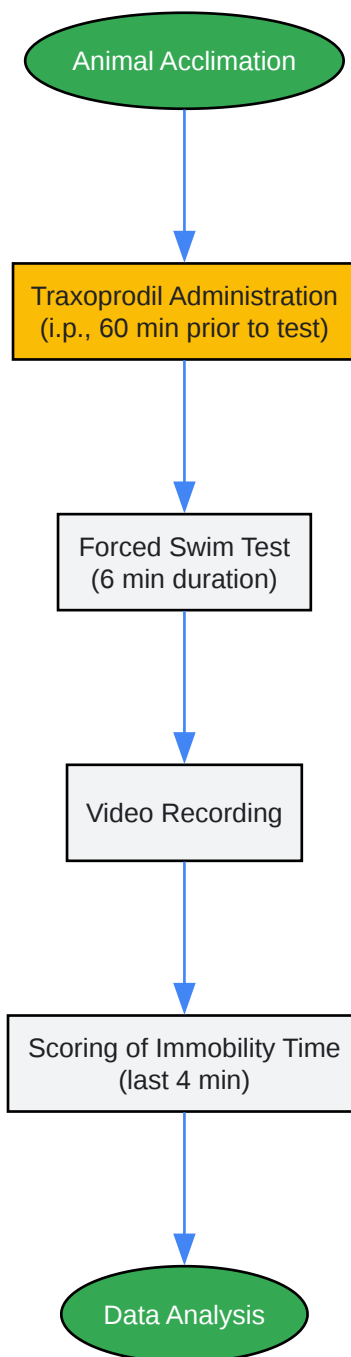 Animal Acclimation
Traxoprodil Administration
(i.p., 60 min prior to test)
Forced Swim Test
(6 min duration)
Video Recording
Scoring of Immobility Time
(last 4 min)
Data Analysis